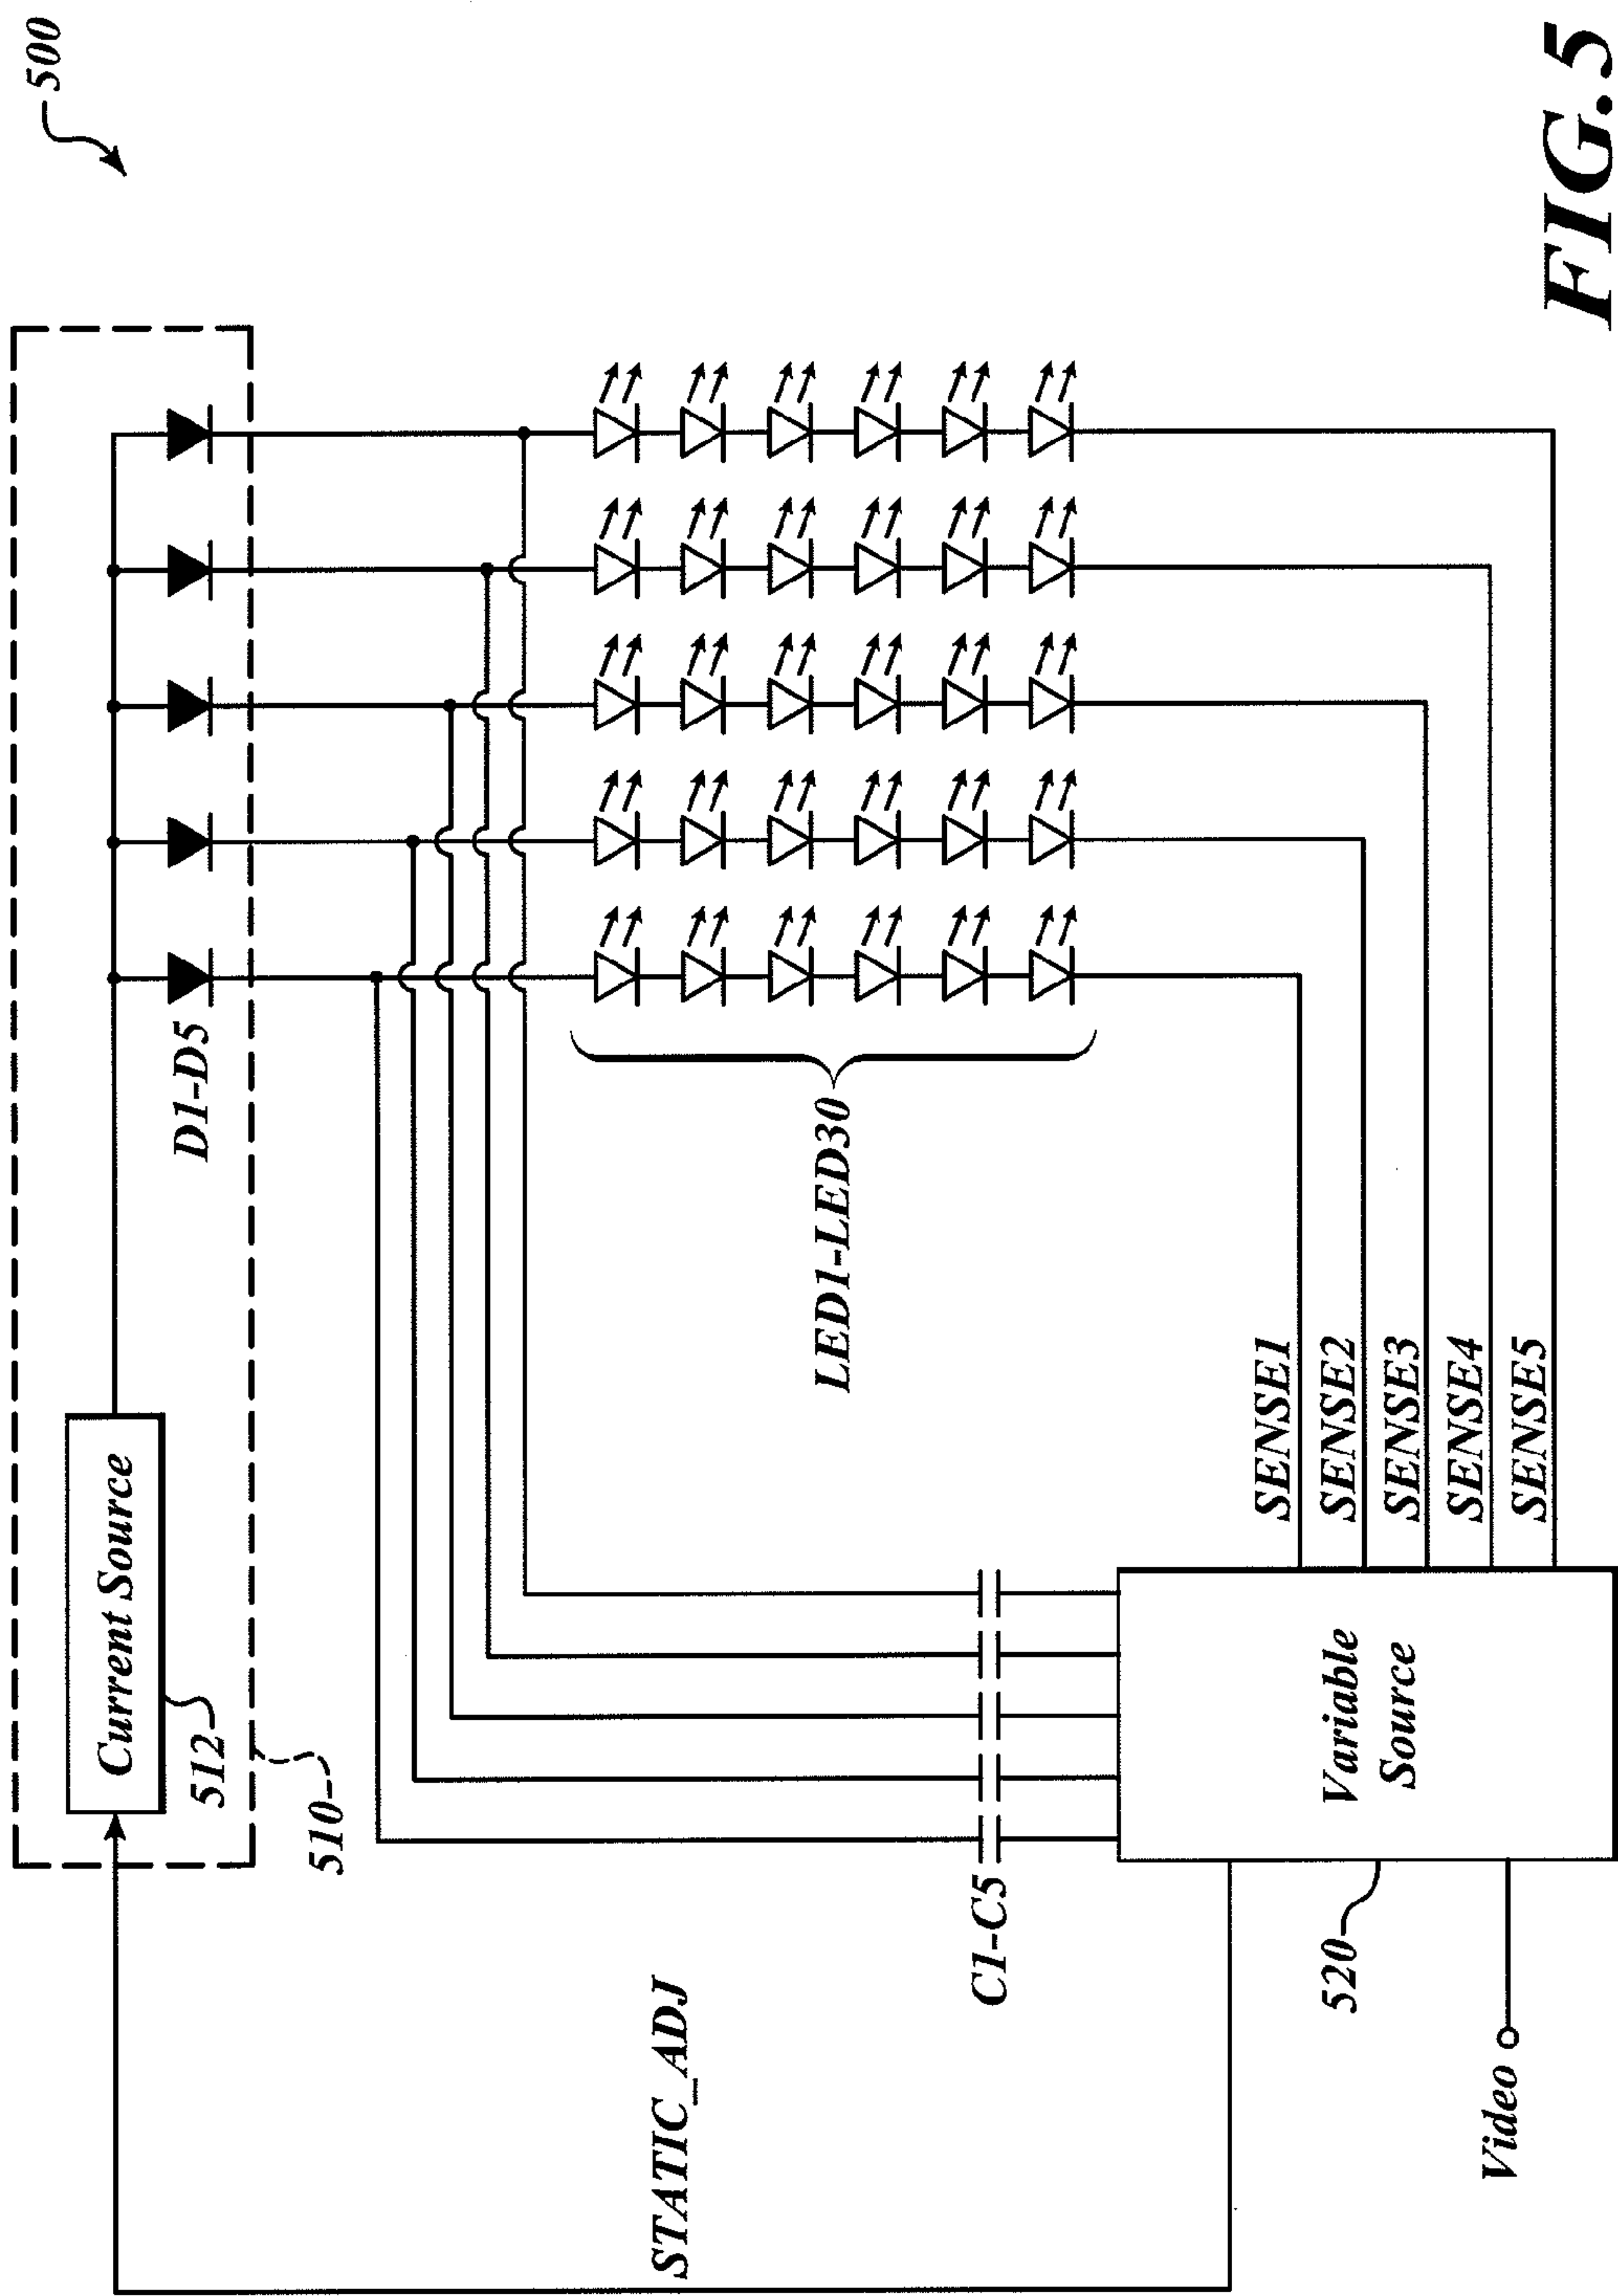 500
Current Source
512
510
D1-D5
STATIC_ADJ
LED1-LED30
C1-C5
SENSE1
SENSE2
SENSE3
SENSE4
SENSE5
Variable
Source
520
Video
FIG.5